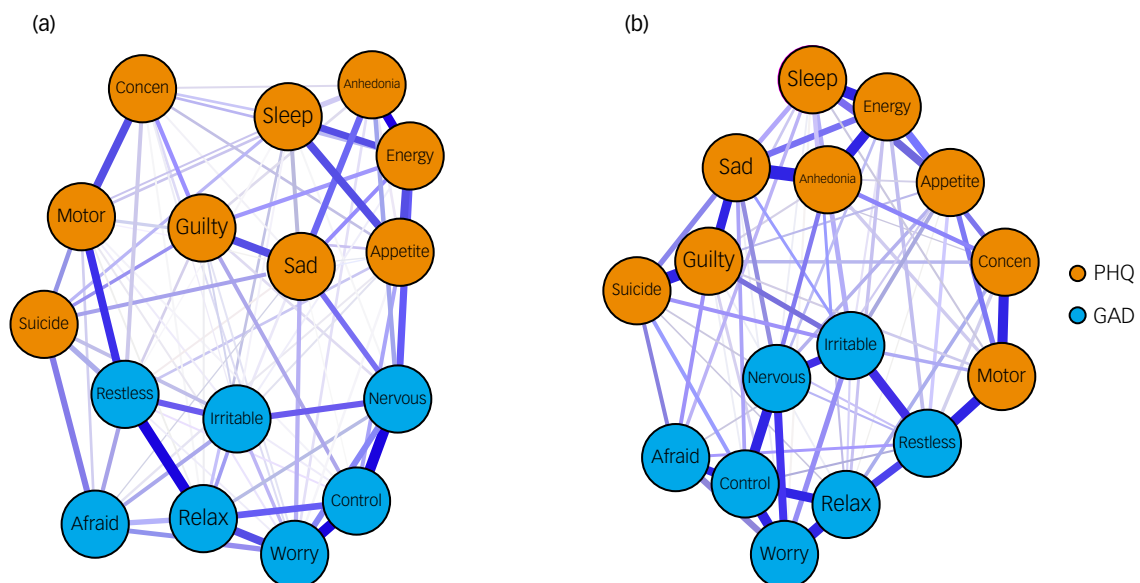 (a)
Concen
Sleep
Anhedonia
Energy
Motor
Guilty
Sad
Appetite
Suicide
Restless
Irritable
Nervous
Afraid
Relax
Worry
Control
(b)
Sleep
Energy
Sad
Anhedonia
Appetite
Guilty
Suicide
Concen
Irritable
Nervous
Motor
Restless
Afraid
Control
Relax
Worry
PHQ
GAD